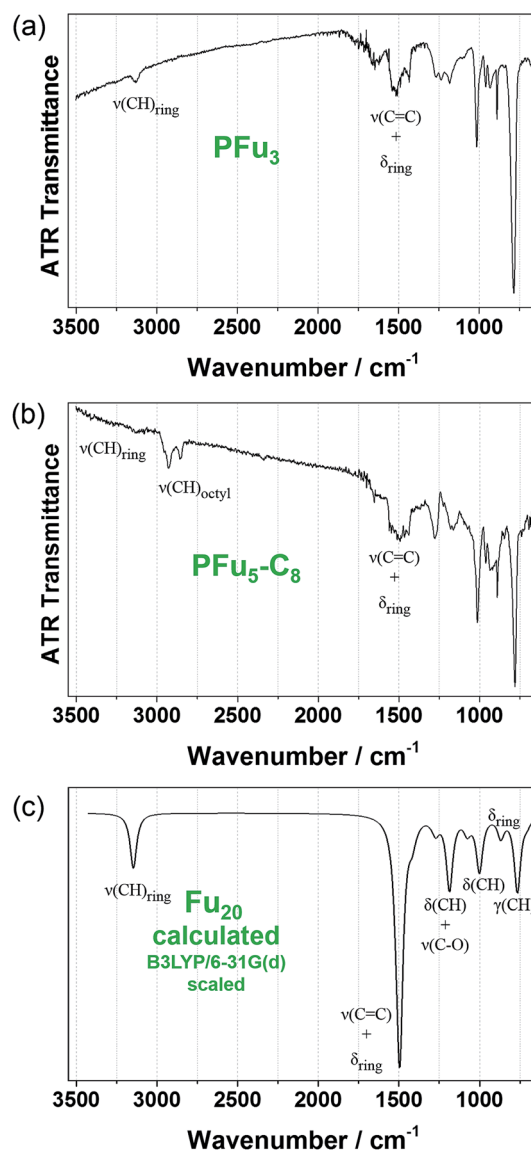 (a)
ATR Transmittance
ν(CH)ring
PFu3
ν(C=C)
+
δring
3500 3000 2500 2000 1500 1000
Wavenumber / cm-1
(b)
ATR Transmittance
ν(CH)ring
ν(CH)octyl
PFu5-C8
ν(C=C)
+
δring
3500 3000 2500 2000 1500 1000
Wavenumber / cm-1
(c)
ν(CH)ring
Fu20
calculated
B3LYP/6-31G(d)
scaled
ν(C=C)
+
δring
δ(CH)
+
ν(C-O)
δ(CH)
δring
γ(CH
3500 3000 2500 2000 1500 1000
Wavenumber / cm-1